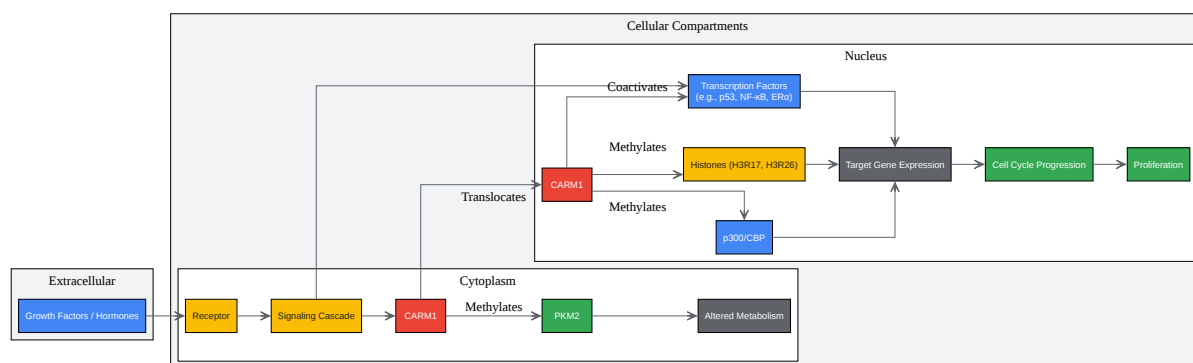 Cellular Compartments
Nucleus
Coactivates
Transcription Factors
(e.g., p53, NF-κB, ERα)
Methylates
Histones (H3R17, H3R26)
Target Gene Expression
Cell Cycle Progression
Proliferation
CARM1
Translocates
Methylates
p300/CBP
Extracellular
Cytoplasm
Growth Factors / Hormones
Receptor
Signaling Cascade
CARM1
Methylates
PKM2
Altered Metabolism